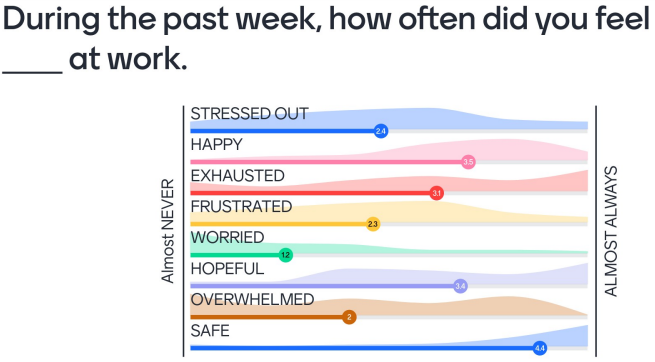 During the past week, how often did you feel
____ at work.
STRESSED OUT
2.4
HAPPY
3.5
EXHAUSTED
3.1
FRUSTRATED
2.3
WORRIED
1.2
HOPEFUL
3.4
OVERWHELMED
2
SAFE
4.4
Almost NEVER
ALMOST ALWAYS